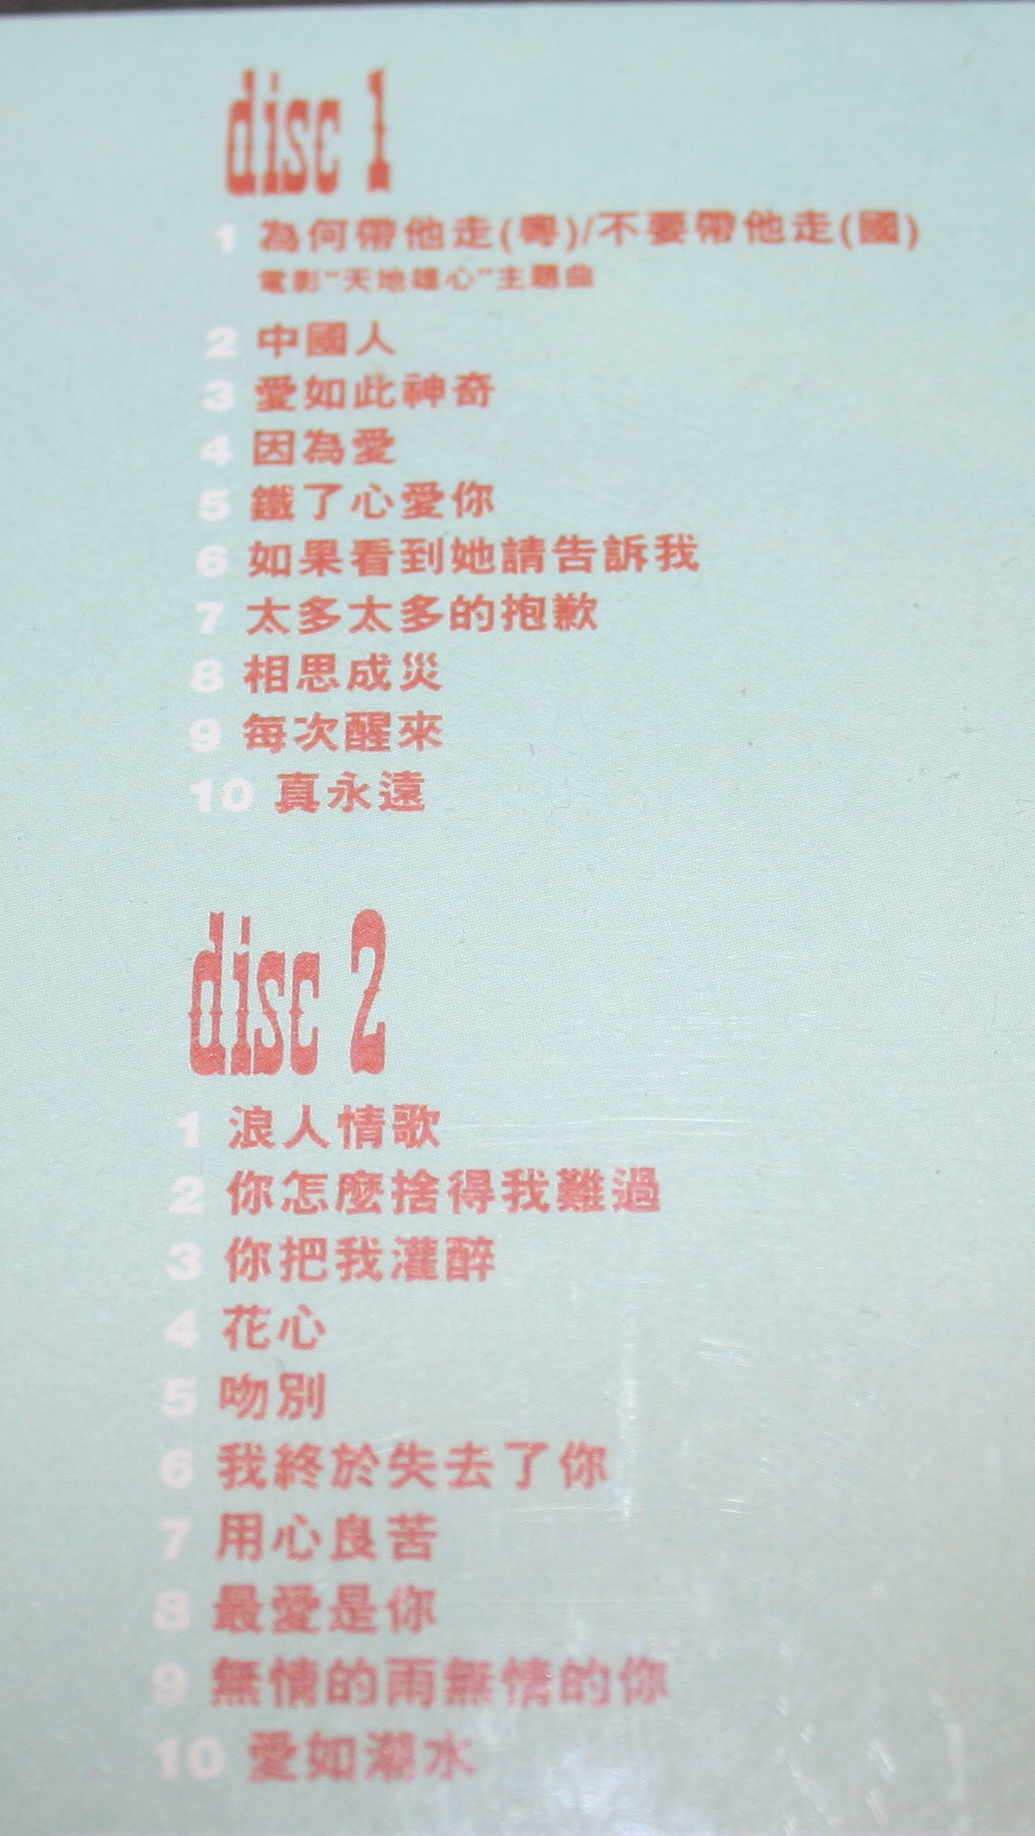 disc 1
1 為何帶他走(粵)/不要帶他走(國)
電影"天地雄心"主題曲
2 中國人
3 愛如此神奇
4 因為愛
5 鐵了心愛你
6 如果看到她請告訴我
7 太多太多的抱歉
8 相思成災
9 每次醒來
10 真永遠
disc 2
1 浪人情歌
2 你怎麼捨得我難過
3 你把我灌醉
4 花心
5 吻別
6 我終於失去了你
7 用心良苦
8 最愛是你
9 無情的雨無情的你
10 愛如潮水